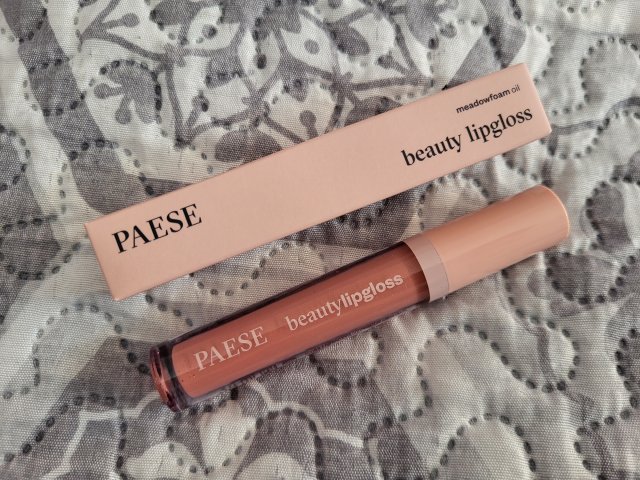 meadowfoam oil
beauty lipgloss
PAESE
PAESE beautylipgloss